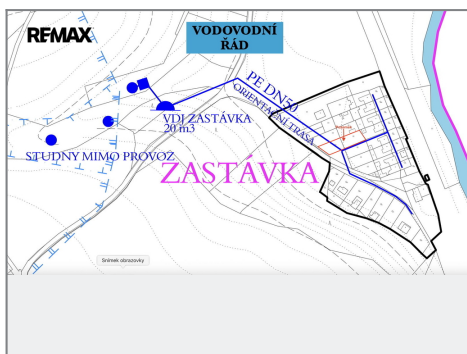 RE/MAX
VODOVODNÍ
ŘÁD
PE DN50
ORIENTAČNÍ TRASA
VDJ ZASTÁVKA
20 m3
STUDNY MIMO PROVOZ
ZASTÁVKA
Snímek obrazovky